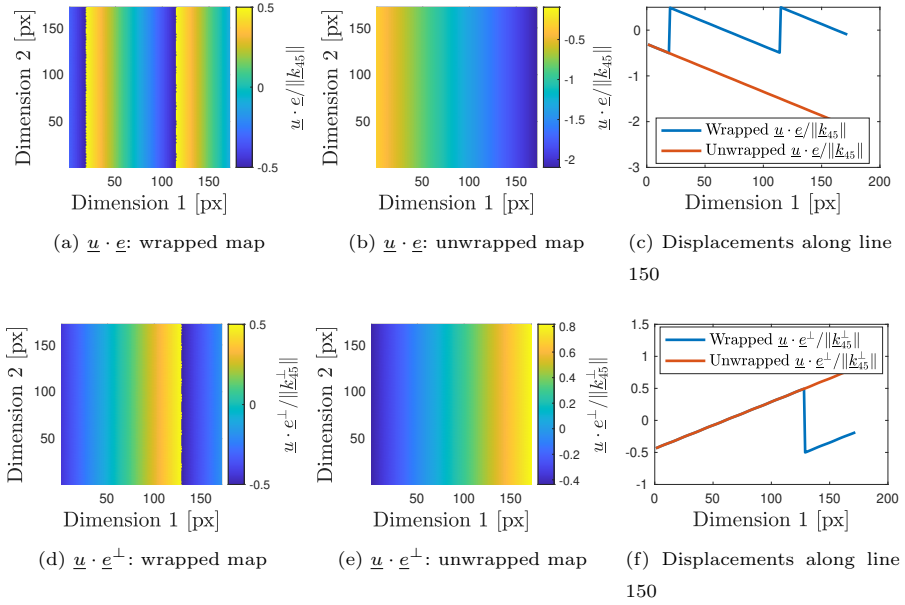 Dimension 2 [px]
150
100
50
50 100 150
Dimension 1 [px]
0.5
0
-0.5
u · e/∥k45∥
(a) u · e: wrapped map
Dimension 2 [px]
150
100
50
50 100 150
Dimension 1 [px]
-0.5
-1
-1.5
-2
u · e/∥k45∥
(b) u · e: unwrapped map
0
-1
-2
-3
0 50 100 150 200
Wrapped u · e/∥k45∥
Unwrapped u · e/∥k45∥
Dimension 1 [px]
(c) Displacements along line
150
Dimension 2 [px]
150
100
50
50 100 150
Dimension 1 [px]
0.5
0
-0.5
u · e⊥/∥k⊥45∥
(d) u · e⊥: wrapped map
Dimension 2 [px]
150
100
50
50 100 150
Dimension 1 [px]
0.8
0.6
0.4
0.2
0
-0.2
-0.4
u · e⊥/∥k⊥45∥
(e) u · e⊥: unwrapped map
1.5
1
0.5
0
-0.5
-1
0 50 100 150 200
Wrapped u · e⊥/∥k⊥45∥
Unwrapped u · e⊥/∥k⊥45∥
Dimension 1 [px]
(f) Displacements along line
150